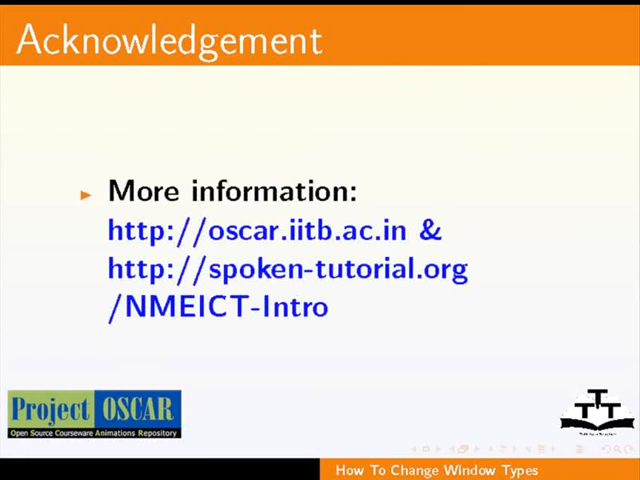 Acknowledgement
More information:
http://oscar.iitb.ac.in &
http://spoken-tutorial.org
/NMEICT-Intro
Project OSCAR
Open Source Courseware Animations Repository
TTT
How To Change Window Types